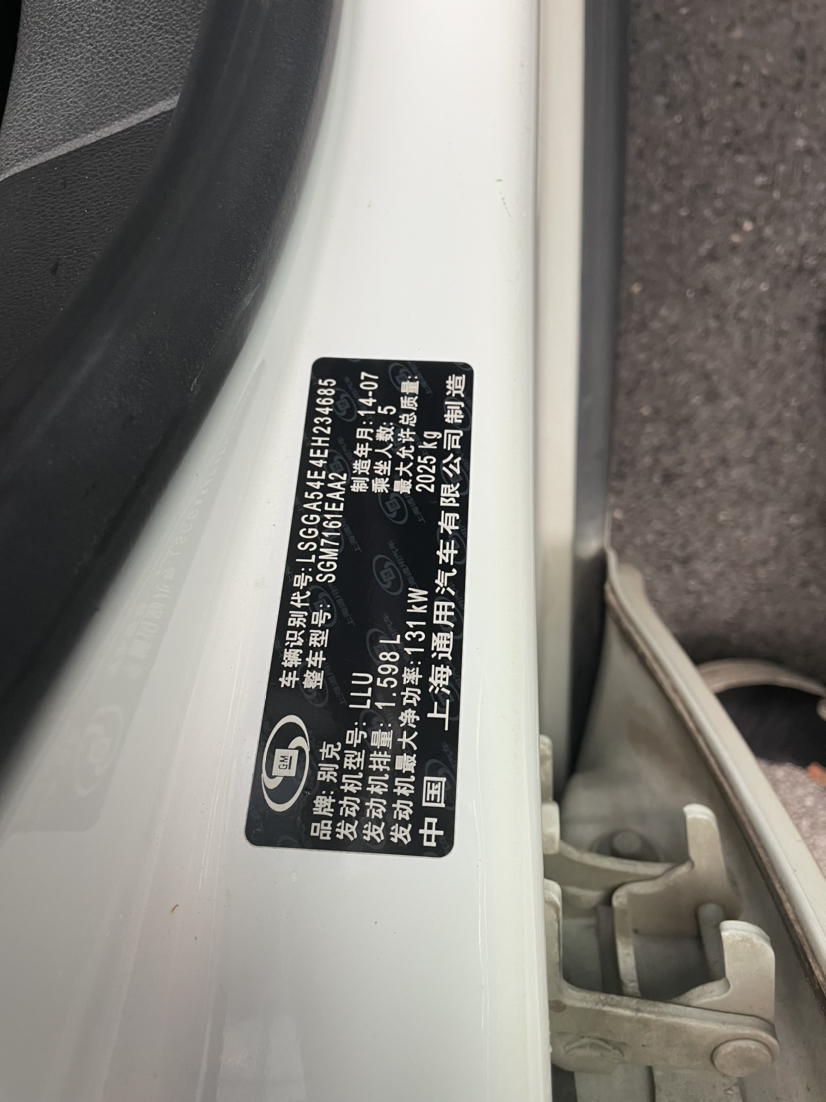 GM
车辆识别代号:LSGGA54E4EH234685
整车型号: SGM7161EAA2
品牌:别克
制造年月:14-07
发动机型号: LLU
乘坐人数:5
发动机排量: 1.598 L
最大允许总质量:
发动机最大净功率:131kW
2025 kg
中国 上海通用汽车有限公司制造